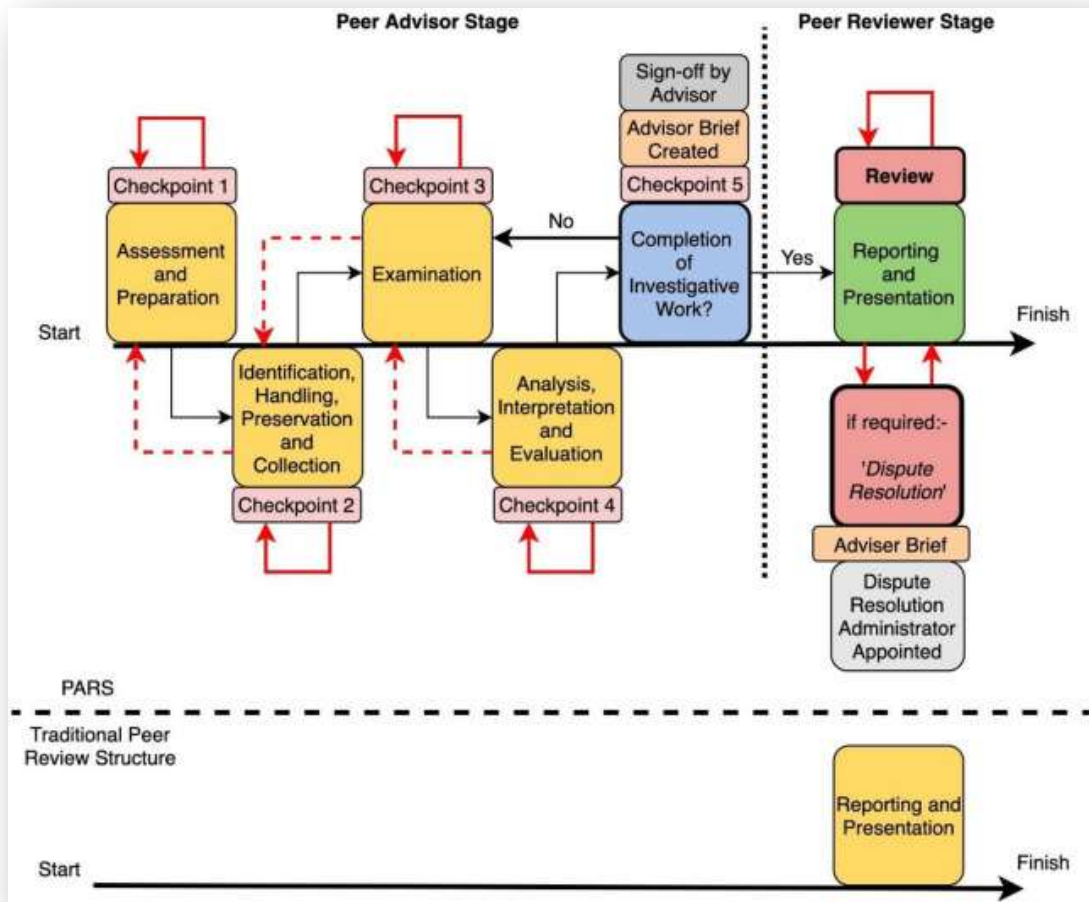 Peer Advisor Stage
Peer Reviewer Stage
Sign-off by
Advisor
Advisor Brief
Created
Checkpoint 1
Checkpoint 3
Checkpoint 5
Review
Assessment
and
Preparation
Examination
No
Completion
of
Investigative
Work?
Yes
Reporting
and
Presentation
Start
Finish
Identification,
Handling,
Preservation
and
Collection
Analysis,
Interpretation
and
Evaluation
if required:-
'Dispute
Resolution'
Checkpoint 2
Checkpoint 4
Adviser Brief
Dispute
Resolution
Administrator
Appointed
PARS
Traditional Peer
Review Structure
Reporting and
Presentation
Start
Finish